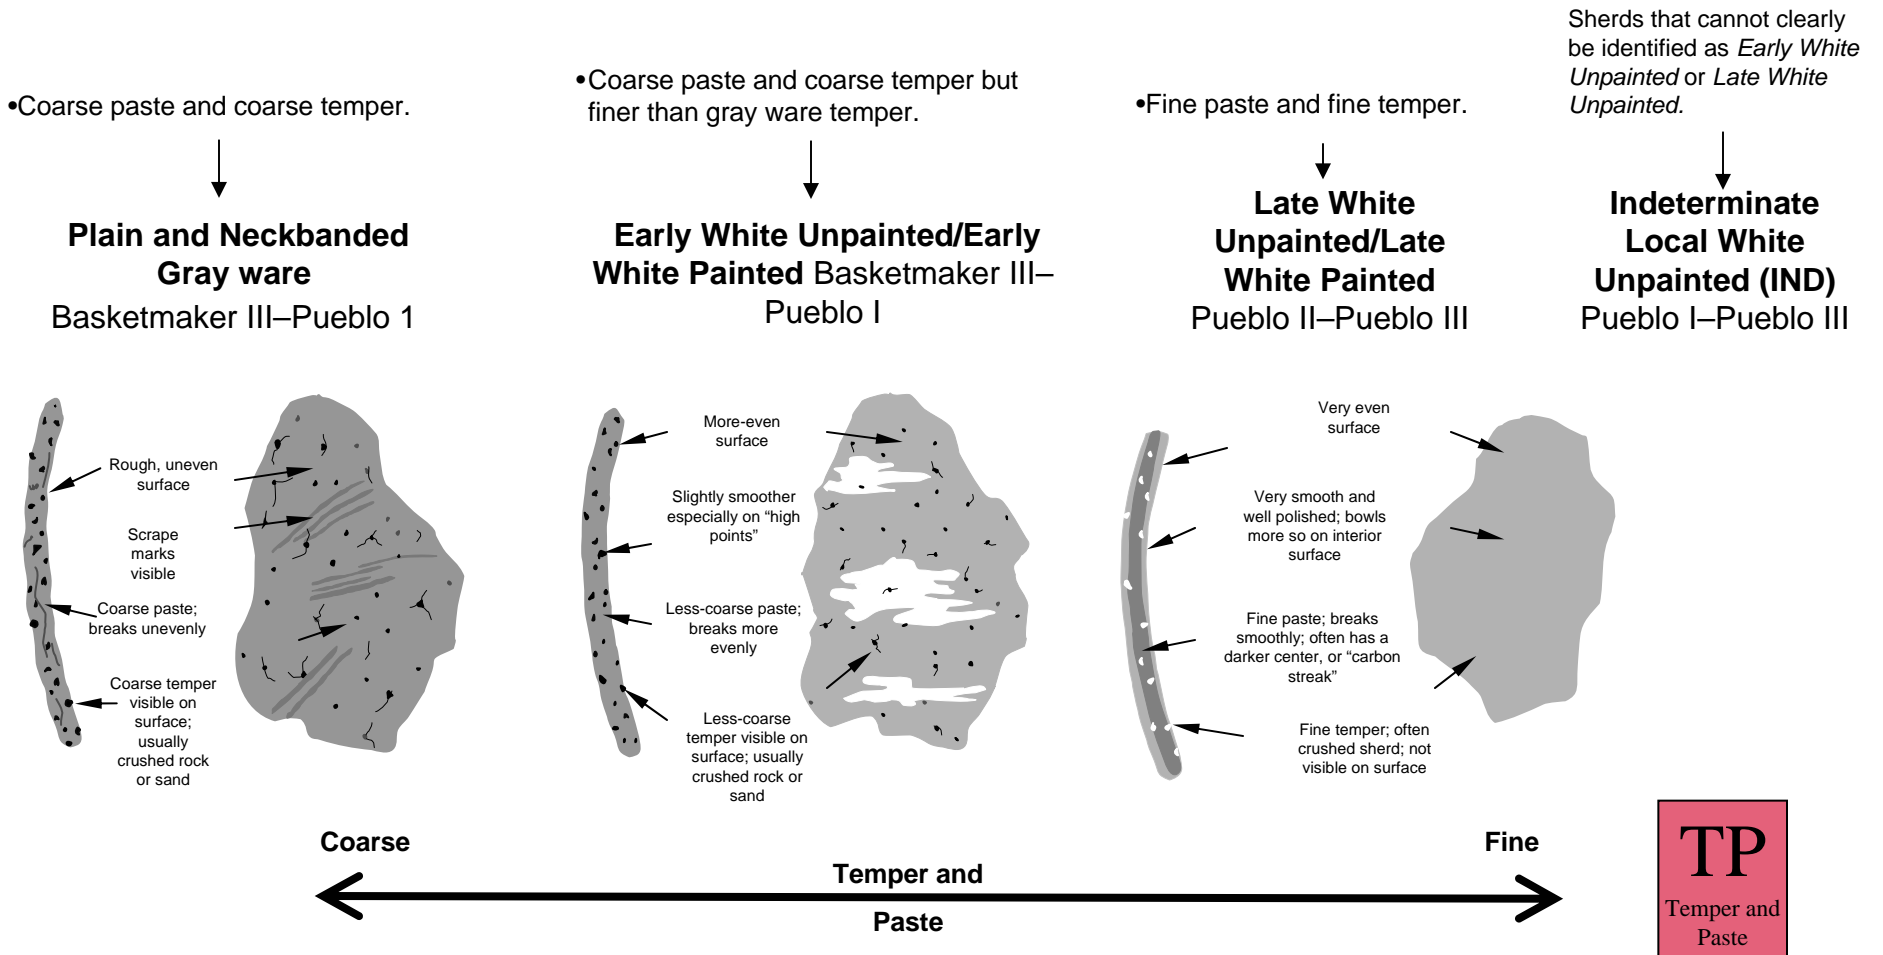 •Coarse paste and coarse temper.
Plain and Neckbanded
Gray ware
Basketmaker III–Pueblo 1
•Coarse paste and coarse temper but
finer than gray ware temper.
Early White Unpainted/Early
White Painted Basketmaker III–
Pueblo I
•Fine paste and fine temper.
Late White
Unpainted/Late
White Painted
Pueblo II–Pueblo III
Sherds that cannot clearly
be identified as Early White
Unpainted or Late White
Unpainted.
Indeterminate
Local White
Unpainted (IND)
Pueblo I–Pueblo III
Rough, uneven
surface
Scrape
marks
visible
Coarse paste;
breaks unevenly
Coarse temper
visible on
surface;
usually
crushed rock
or sand
More-even
surface
Slightly smoother
especially on “high
points”
Less-coarse paste;
breaks more
evenly
Less-coarse
temper visible on
surface; usually
crushed rock or
sand
Very even
surface
Very smooth and
well polished; bowls
more so on interior
surface
Fine paste; breaks
smoothly; often has a
darker center, or “carbon
streak”
Fine temper; often
crushed sherd; not
visible on surface
Coarse
Fine
Temper and
Paste
TP
Temper and
Paste